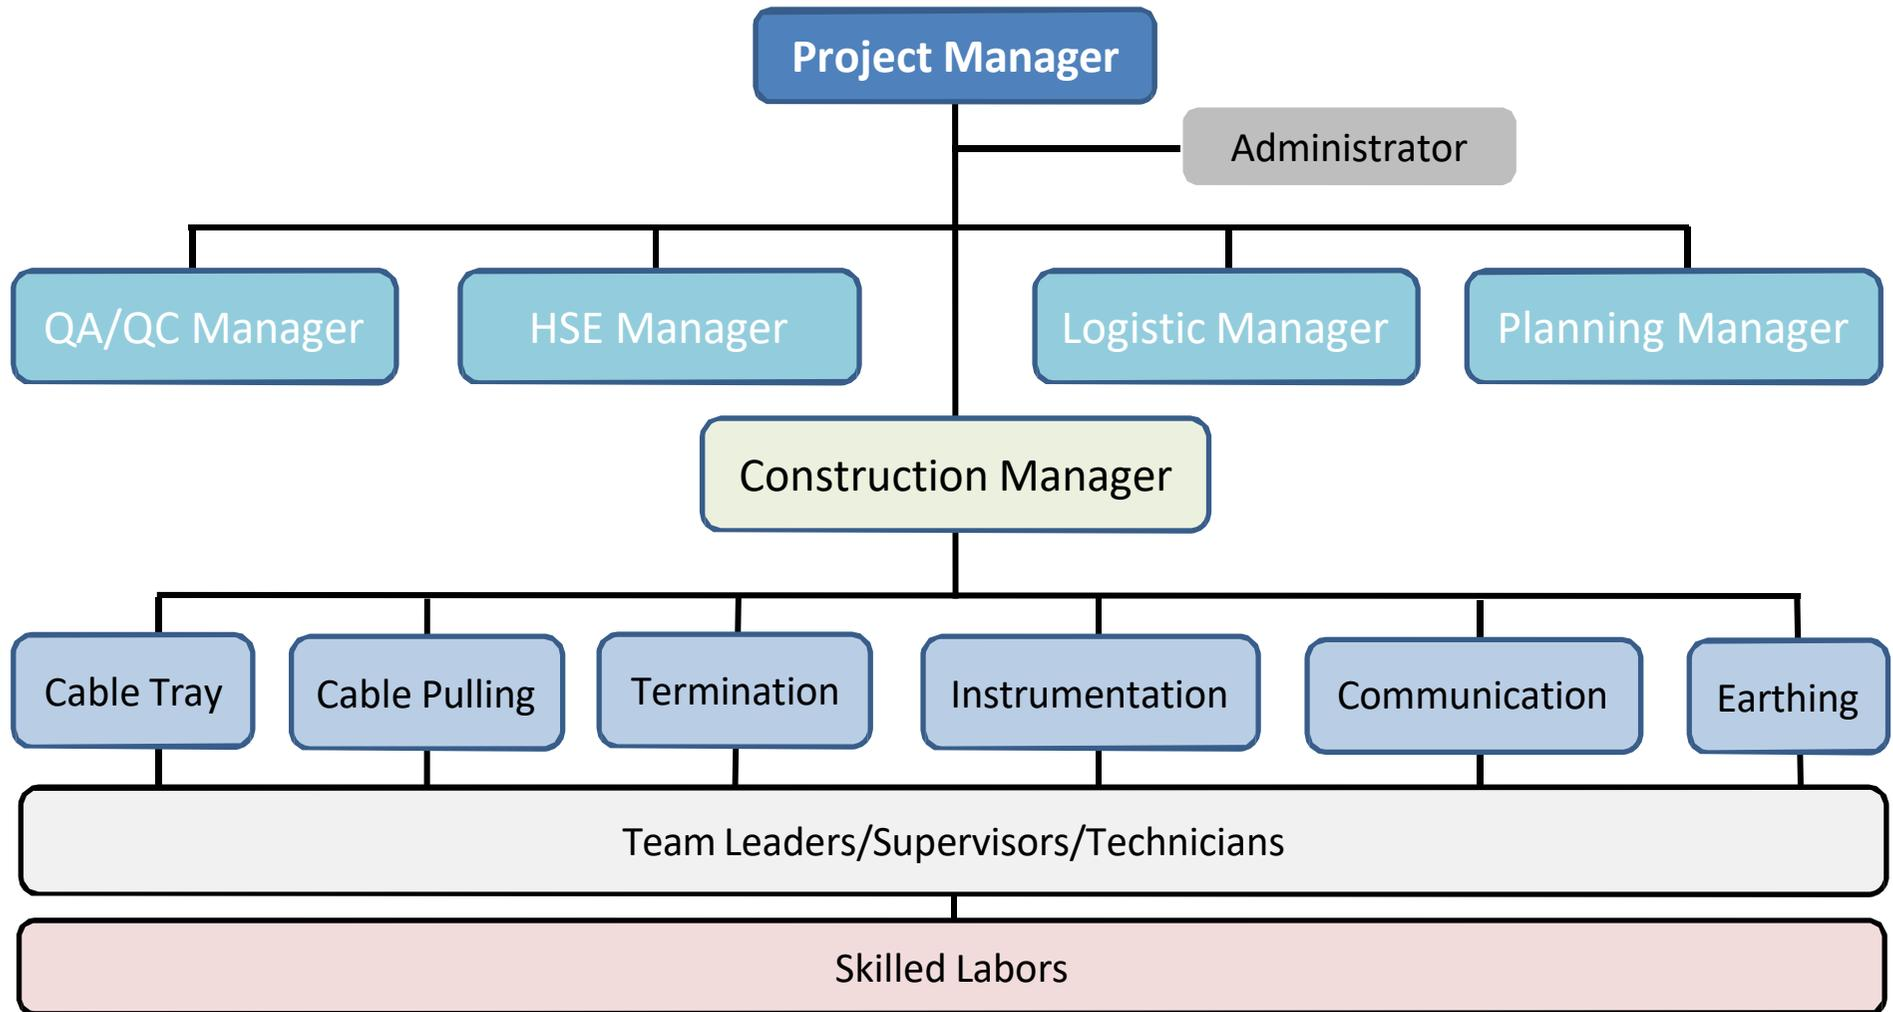 Project Manager
Administrator
QA/QC Manager
HSE Manager
Logistic Manager
Planning Manager
Construction Manager
Cable Tray
Cable Pulling
Termination
Instrumentation
Communication
Earthing
Team Leaders/Supervisors/Technicians
Skilled Labors